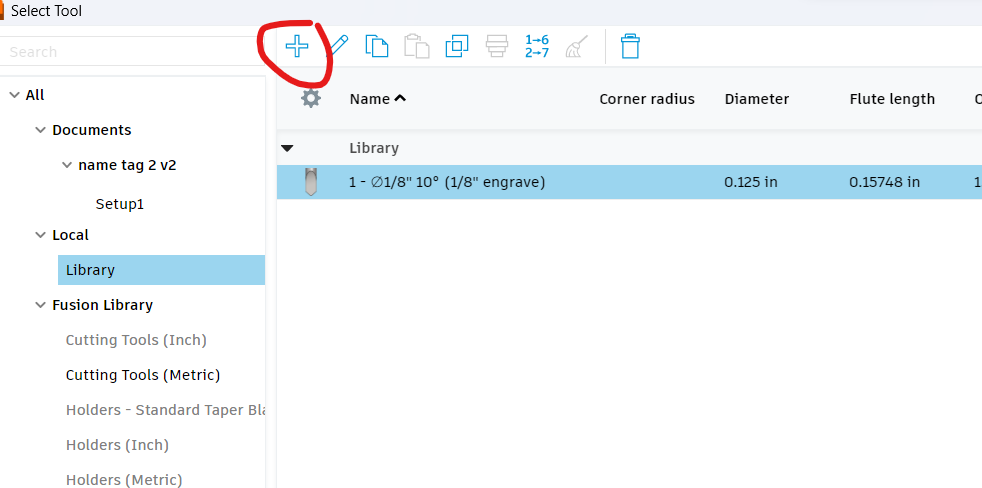 Select Tool
Search
1→6
2→7
All
Name Corner radius Diameter Flute length
Documents
Library
name tag 2 v2
1 - ∅1/8" 10° (1/8" engrave) 0.125 in 0.15748 in 1
Setup1
Local
Library
Fusion Library
Cutting Tools (Inch)
Cutting Tools (Metric)
Holders - Standard Taper Bla
Holders (Inch)
Holders (Metric)